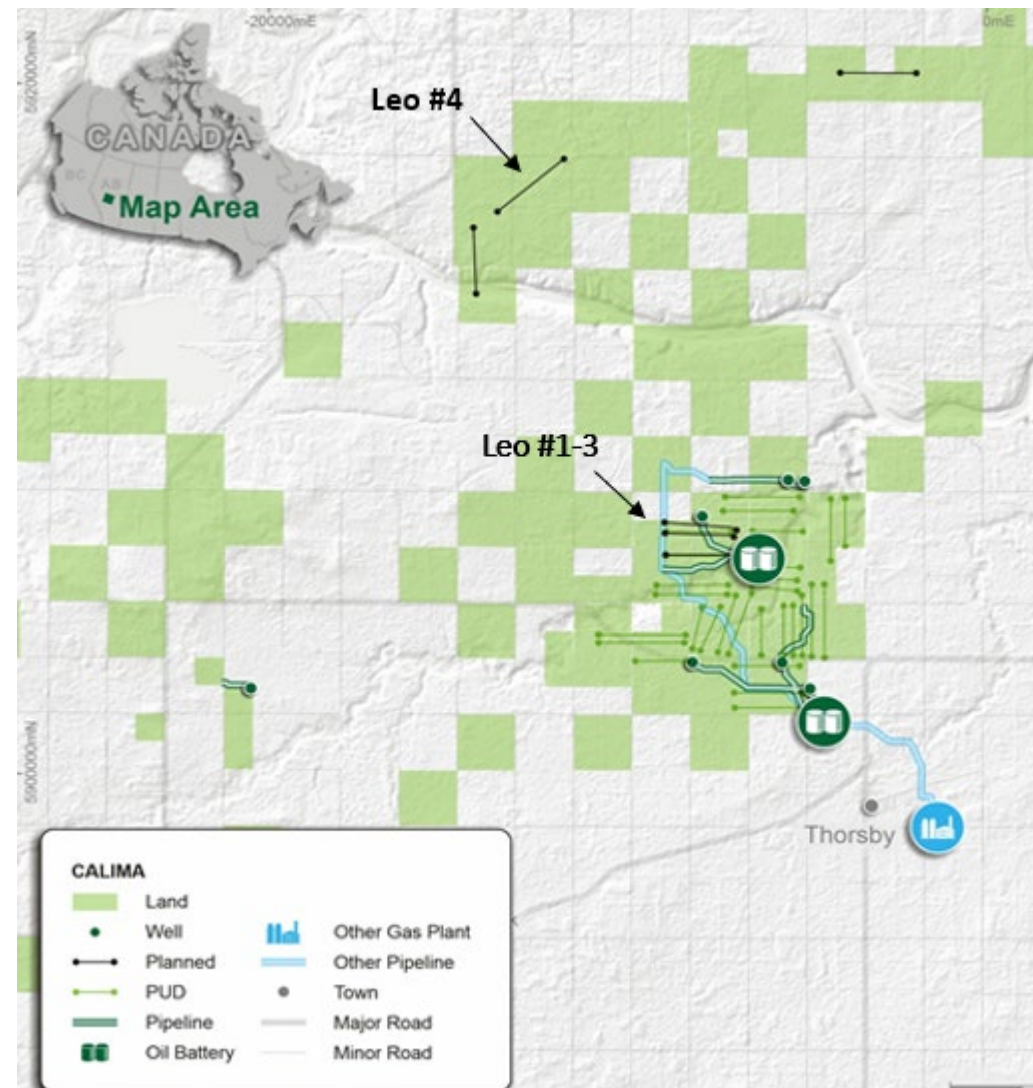 -20000mE
0mE
5920000mN
Leo #4
CANADA
BC
AB
Map Area
Leo #1-3
5900000mN
Thorsby
CALIMA
Land
Well
Planned
PUD
Pipeline
Oil Battery
Other Gas Plant
Other Pipeline
Town
Major Road
Minor Road